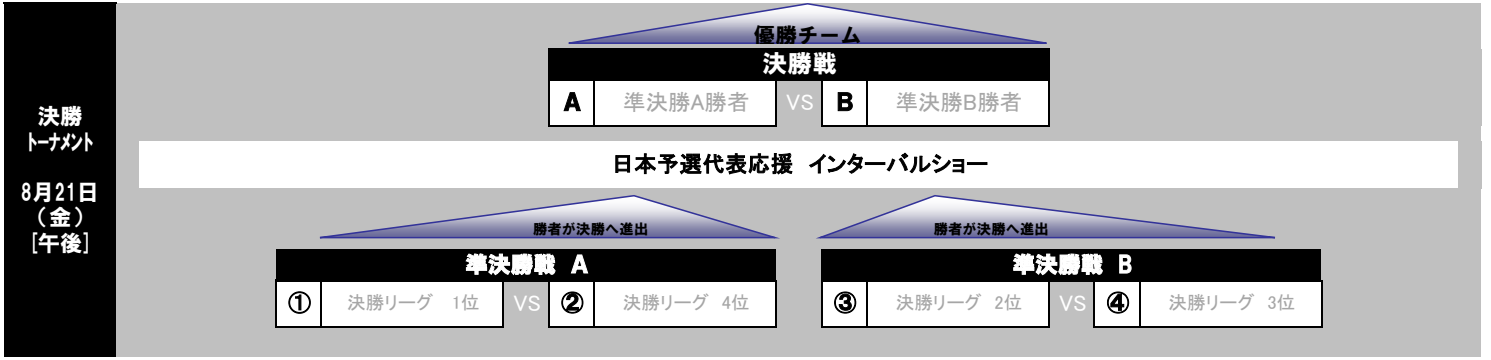 決勝
トーナメント
8月21日
（金）
[午後]
優勝チーム
決勝戦
A 準決勝A勝者 VS B 準決勝B勝者
日本予選代表応援 インターバルショー
勝者が決勝へ進出 勝者が決勝へ進出
準決勝戦 A 準決勝戦 B
① 決勝リーグ 1位 VS ② 決勝リーグ 4位 ③ 決勝リーグ 2位 VS ④ 決勝リーグ 3位